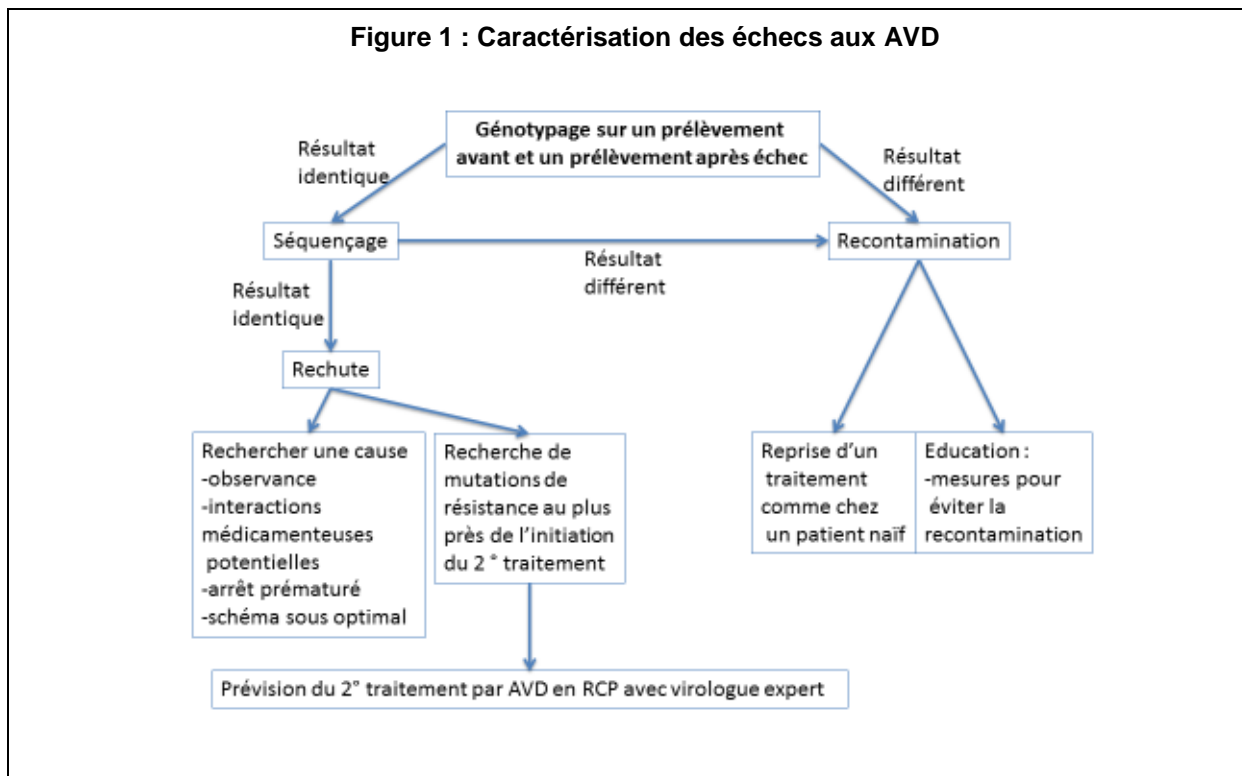 Figure 1 : Caractérisation des échecs aux AVD
Génotypage sur un prélèvement
avant et un prélèvement après échec
Résultat
identique
Résultat
différent
Séquençage
Résultat
différent
Recontamination
Résultat
identique
Rechute
Rechercher une cause
-observance
-interactions
médicamenteuses
potentielles
-arrêt prématuré
-schéma sous optimal
Recherche de
mutations de
résistance au plus
près de l'initiation
du 2 ° traitement
Reprise d'un
traitement
comme chez
un patient naïf
Education :
-mesures pour
éviter la
recontamination
Prévision du 2° traitement par AVD en RCP avec virologue expert